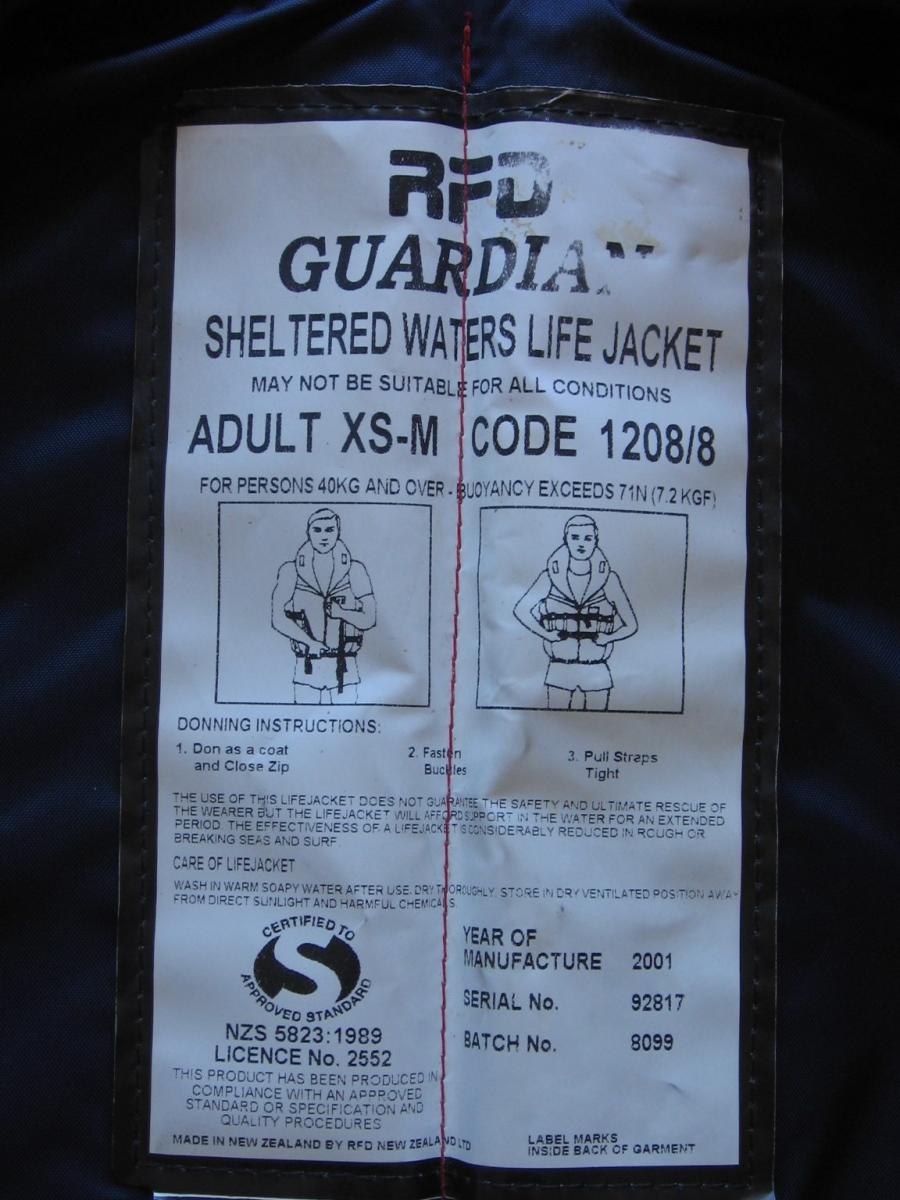 RFD
GUARDIAN
SHELTERED WATERS LIFE JACKET
MAY NOT BE SUITABLE FOR ALL CONDITIONS
ADULT XS-M CODE 1208/8
FOR PERSONS 40KG AND OVER - BUOYANCY EXCEEDS 71N (7.2 KGF)
DONNING INSTRUCTIONS:
1. Don as a coat
and Close Zip
2. Fasten
Buckles
3. Pull Straps
Tight
THE USE OF THIS LIFEJACKET DOES NOT GUARANTEE THE SAFETY AND ULTIMATE RESCUE OF
THE WEARER BUT THE LIFEJACKET WILL AFFORD SUPPORT IN THE WATER FOR AN EXTENDED
PERIOD. THE EFFECTIVENESS OF A LIFEJACKET IS CONSIDERABLY REDUCED IN ROUGH OR
BREAKING SEAS AND SURF.
CARE OF LIFEJACKET
WASH IN WARM SOAPY WATER AFTER USE. DRY THOROUGHLY. STORE IN DRY VENTILATED POSITION AWAY
FROM DIRECT SUNLIGHT AND HARMFUL CHEMICALS.
CERTIFIED TO
S
APPROVED STANDARD
NZS 5823:1989
LICENCE No. 2552
THIS PRODUCT HAS BEEN PRODUCED IN
COMPLIANCE WITH AN APPROVED
STANDARD OR SPECIFICATION AND
QUALITY PROCEDURES
YEAR OF
MANUFACTURE 2001
SERIAL No. 92817
BATCH No. 8099
MADE IN NEW ZEALAND BY RFD NEW ZEALAND LTD
LABEL MARKS
INSIDE BACK OF GARMENT